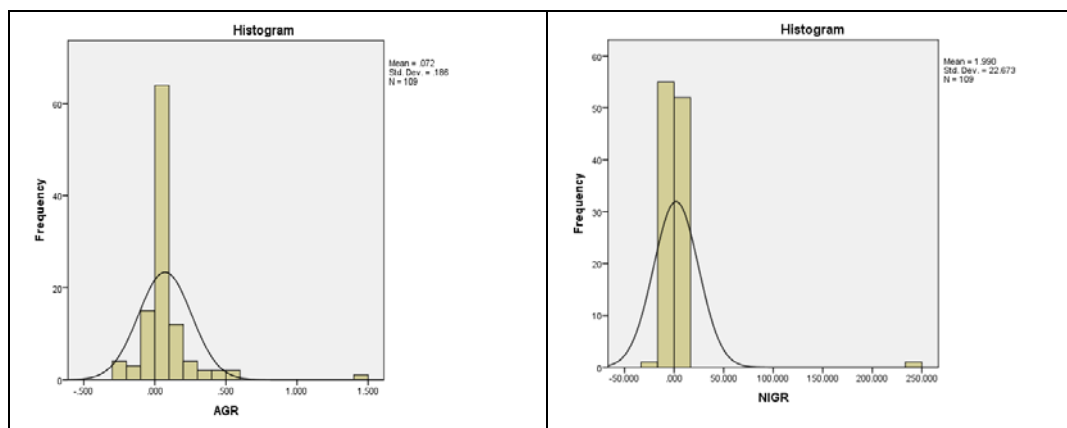 Histogram
Mean = .072
Std. Dev. = .186
N = 109
Frequency
60
40
20
0
-.500
.000
.500
1.000
1.500
AGR
Histogram
Mean = 1.990
Std. Dev. = 22.673
N = 109
Frequency
60
50
40
30
20
10
0
-50.000
.000
50.000
100.000
150.000
200.000
250.000
NIGR